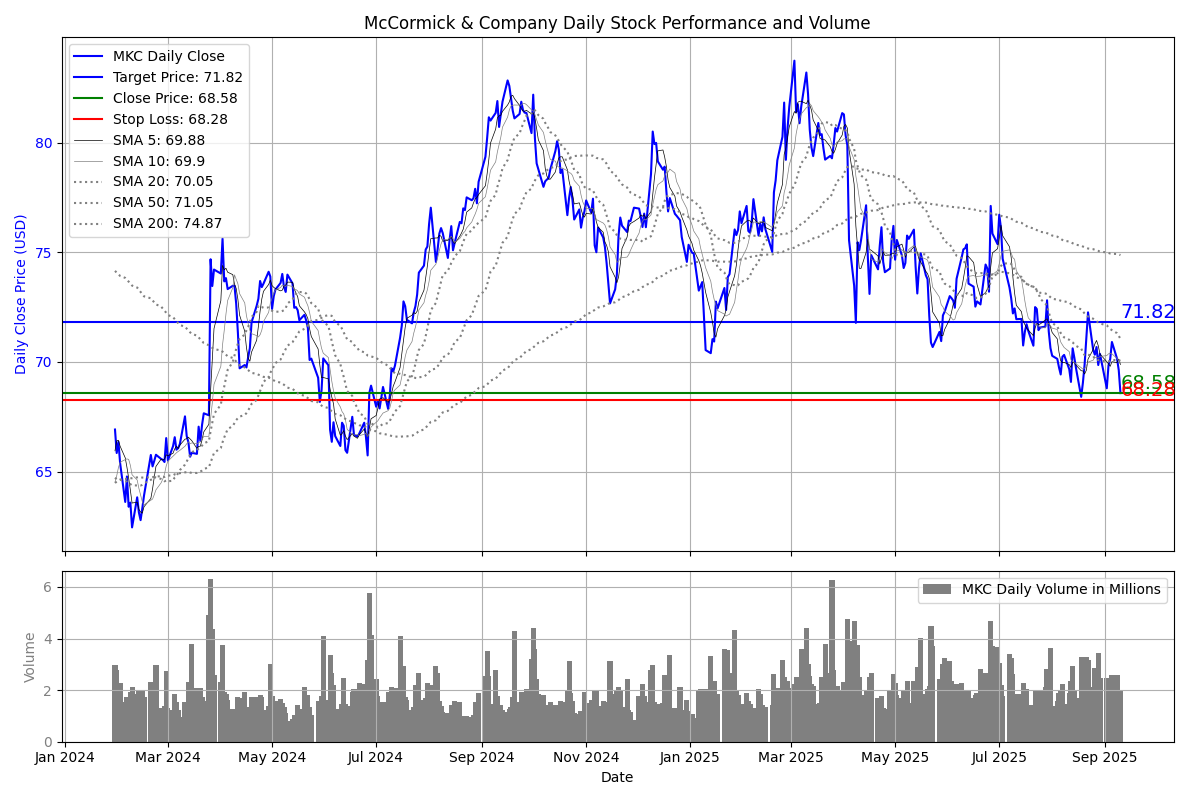 McCormick & Company Daily Stock Performance and Volume
MKC Daily Close
Target Price: 71.82
Close Price: 68.58
Stop Loss: 68.28
SMA 5: 69.88
SMA 10: 69.9
SMA 20: 70.05
SMA 50: 71.05
SMA 200: 74.87
Daily Close Price (USD)
80
75
70
65
71.82
68.58
68.28
MKC Daily Volume in Millions
Volume
6
4
2
0
Jan 2024 Mar 2024 May 2024 Jul 2024 Sep 2024 Nov 2024 Jan 2025 Mar 2025 May 2025 Jul 2025 Sep 2025
Date